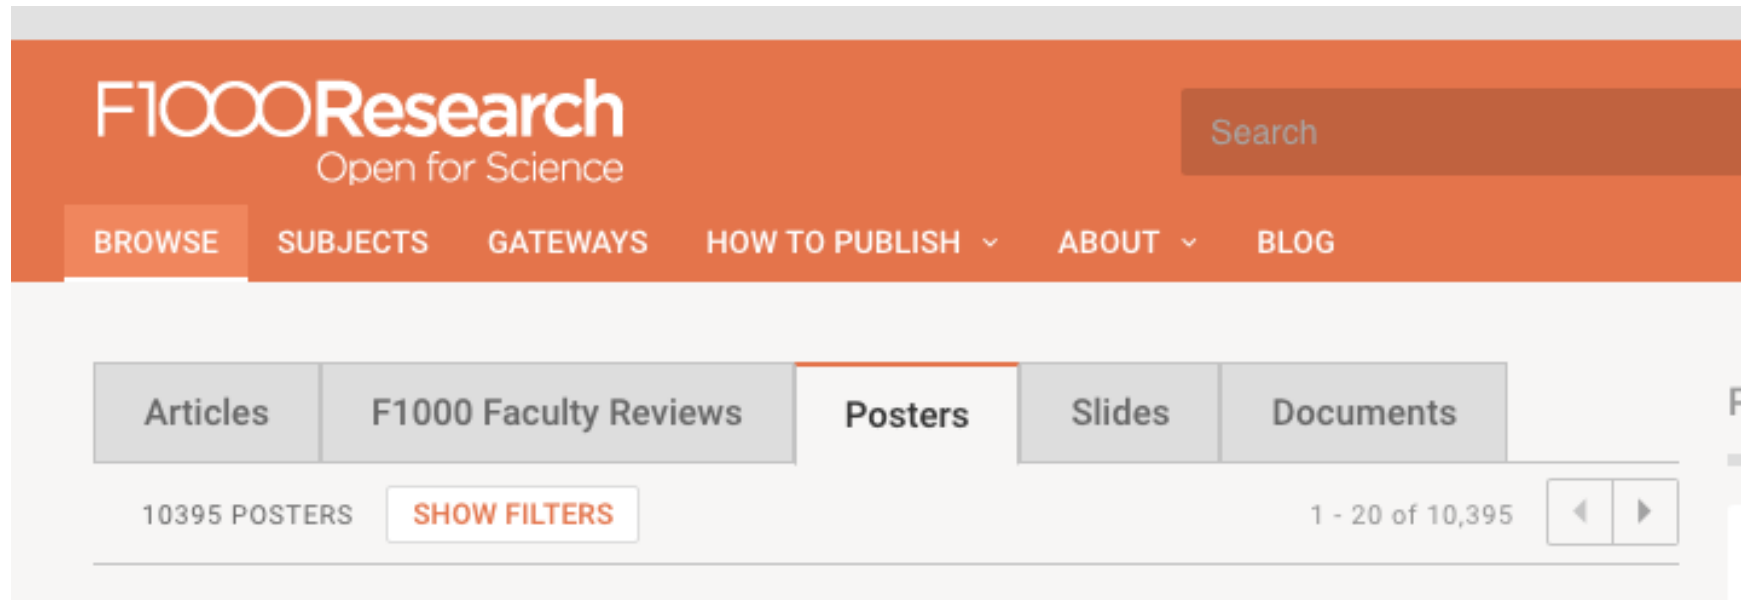 F1000Research
Open for Science
Search
BROWSE SUBJECTS GATEWAYS HOW TO PUBLISH ABOUT BLOG
Articles F1000 Faculty Reviews Posters Slides Documents
10395 POSTERS SHOW FILTERS 1 - 20 of 10,395